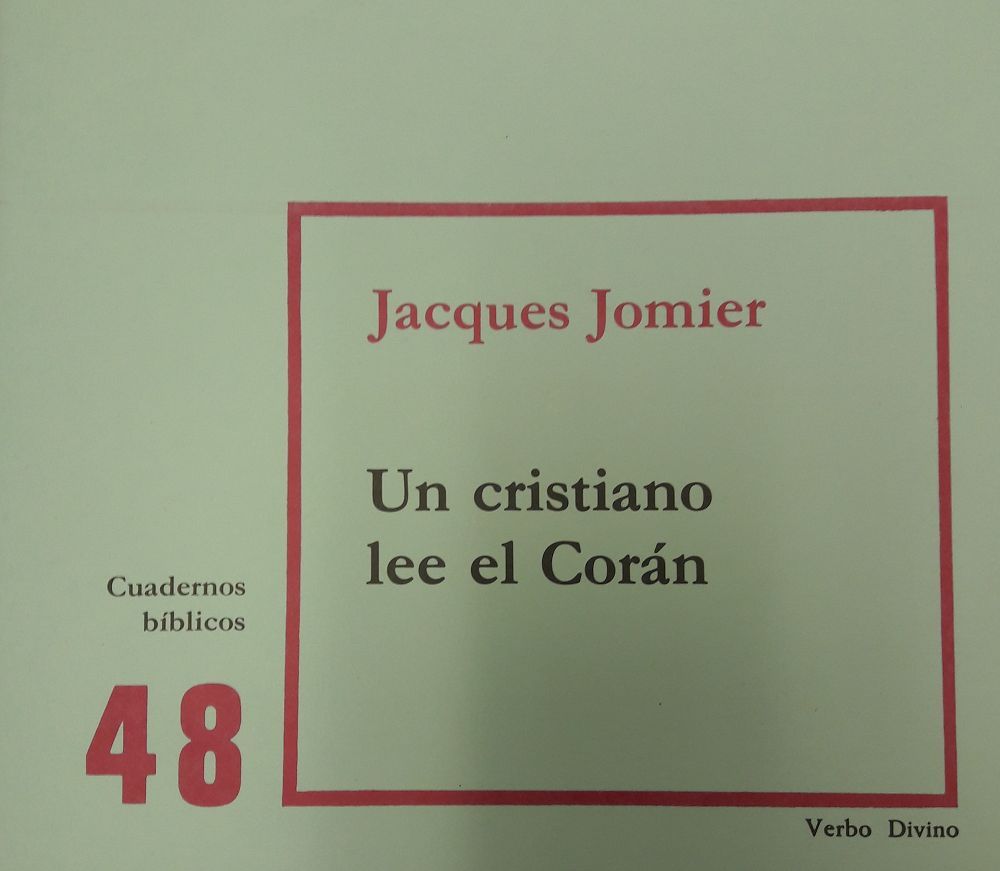 Jacques Jomier
Un cristiano
lee el Corán
Cuadernos
bíblicos
48
Verbo Divino